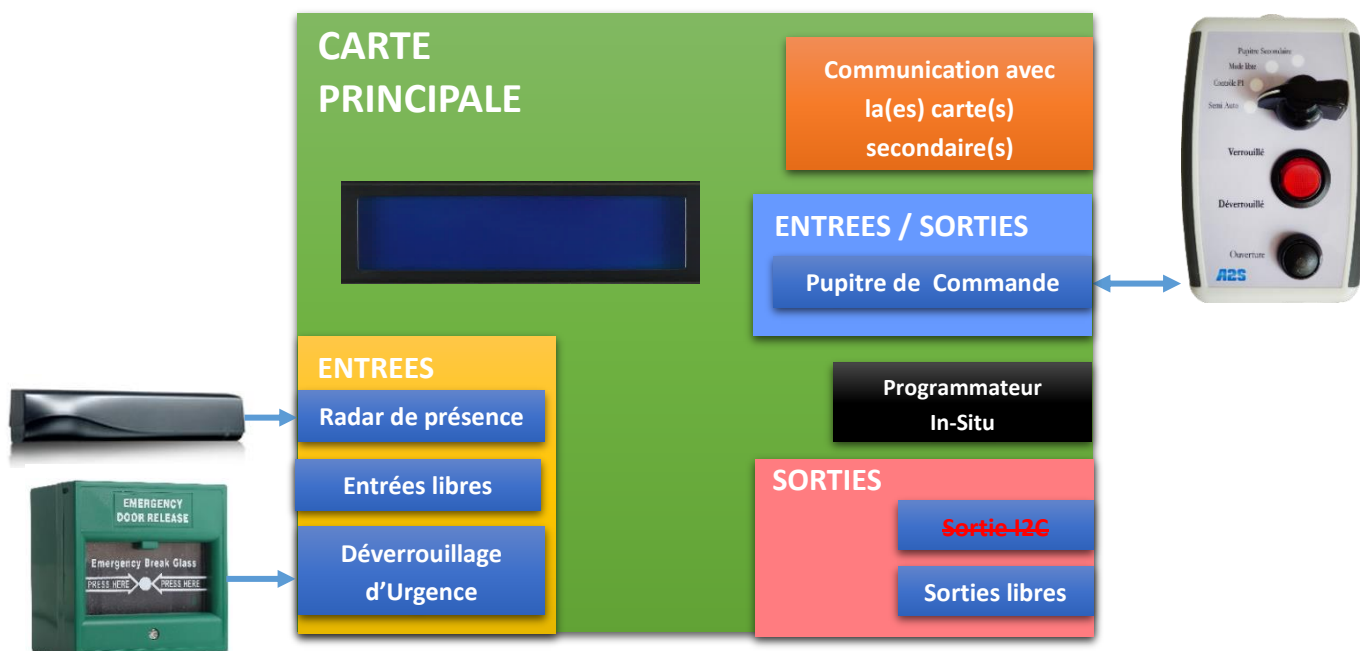 CARTE
PRINCIPALE
Communication avec
la(es) carte(s)
secondaire(s)
Pupitre Secondaire
Mode libre
Contrôle P1
Semi Auto
Verrouillé
Déverrouillé
Ouverture
A2S
ENTREES / SORTIES
Pupitre de Commande
ENTREES
Radar de présence
Entrées libres
Déverrouillage
d'Urgence
EMERGENCY
DOOR RELEASE
Emergency Break Glass
PRESS HERE PRESS HERE
Programmateur
In-Situ
SORTIES
Sortie I2C
Sorties libres